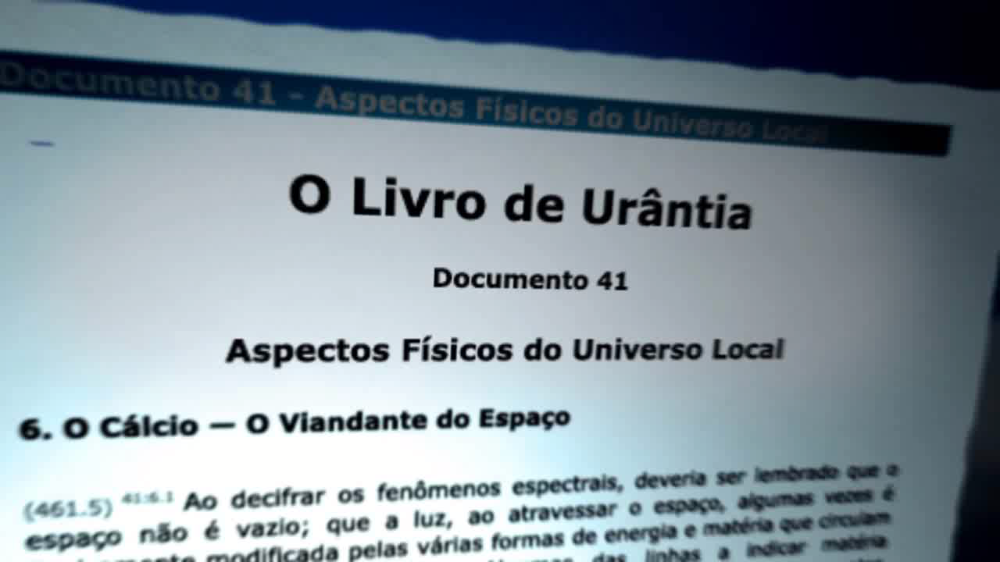 Documento 41 - Aspectos Físicos do Universo Local
O Livro de Urântia
Documento 41
Aspectos Físicos do Universo Local
6. O Cálcio — O Viandante do Espaço
(461.5) 41:6.1 Ao decifrar os fenômenos espectrais, deveria ser lembrado que o
espaço não é vazio; que a luz, ao atravessar o espaço, algumas vezes é
modificada pelas várias formas de energia e matéria que circulam
das linhas a indicar matéria